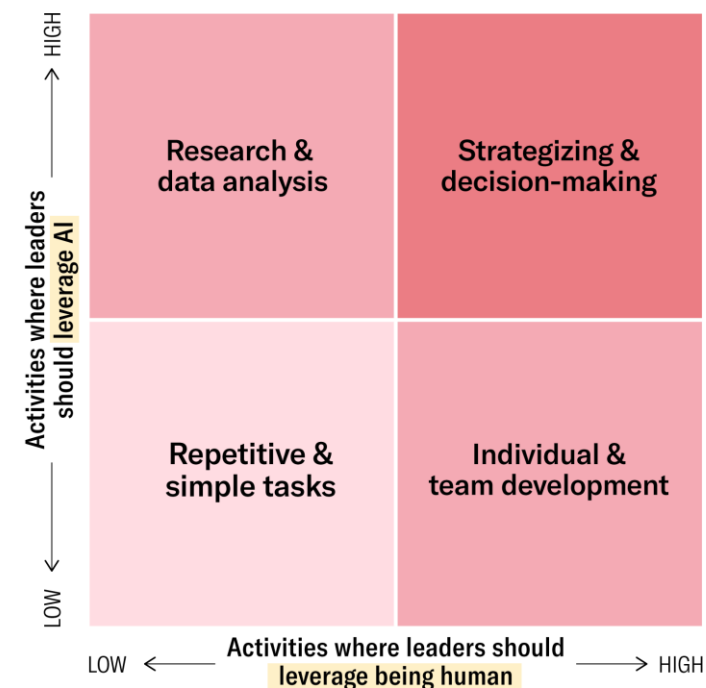 HIGH
Activities where leaders
should leverage AI
LOW
Research &
data analysis
Strategizing &
decision-making
Repetitive &
simple tasks
Individual &
team development
LOW
Activities where leaders should
leverage being human
HIGH